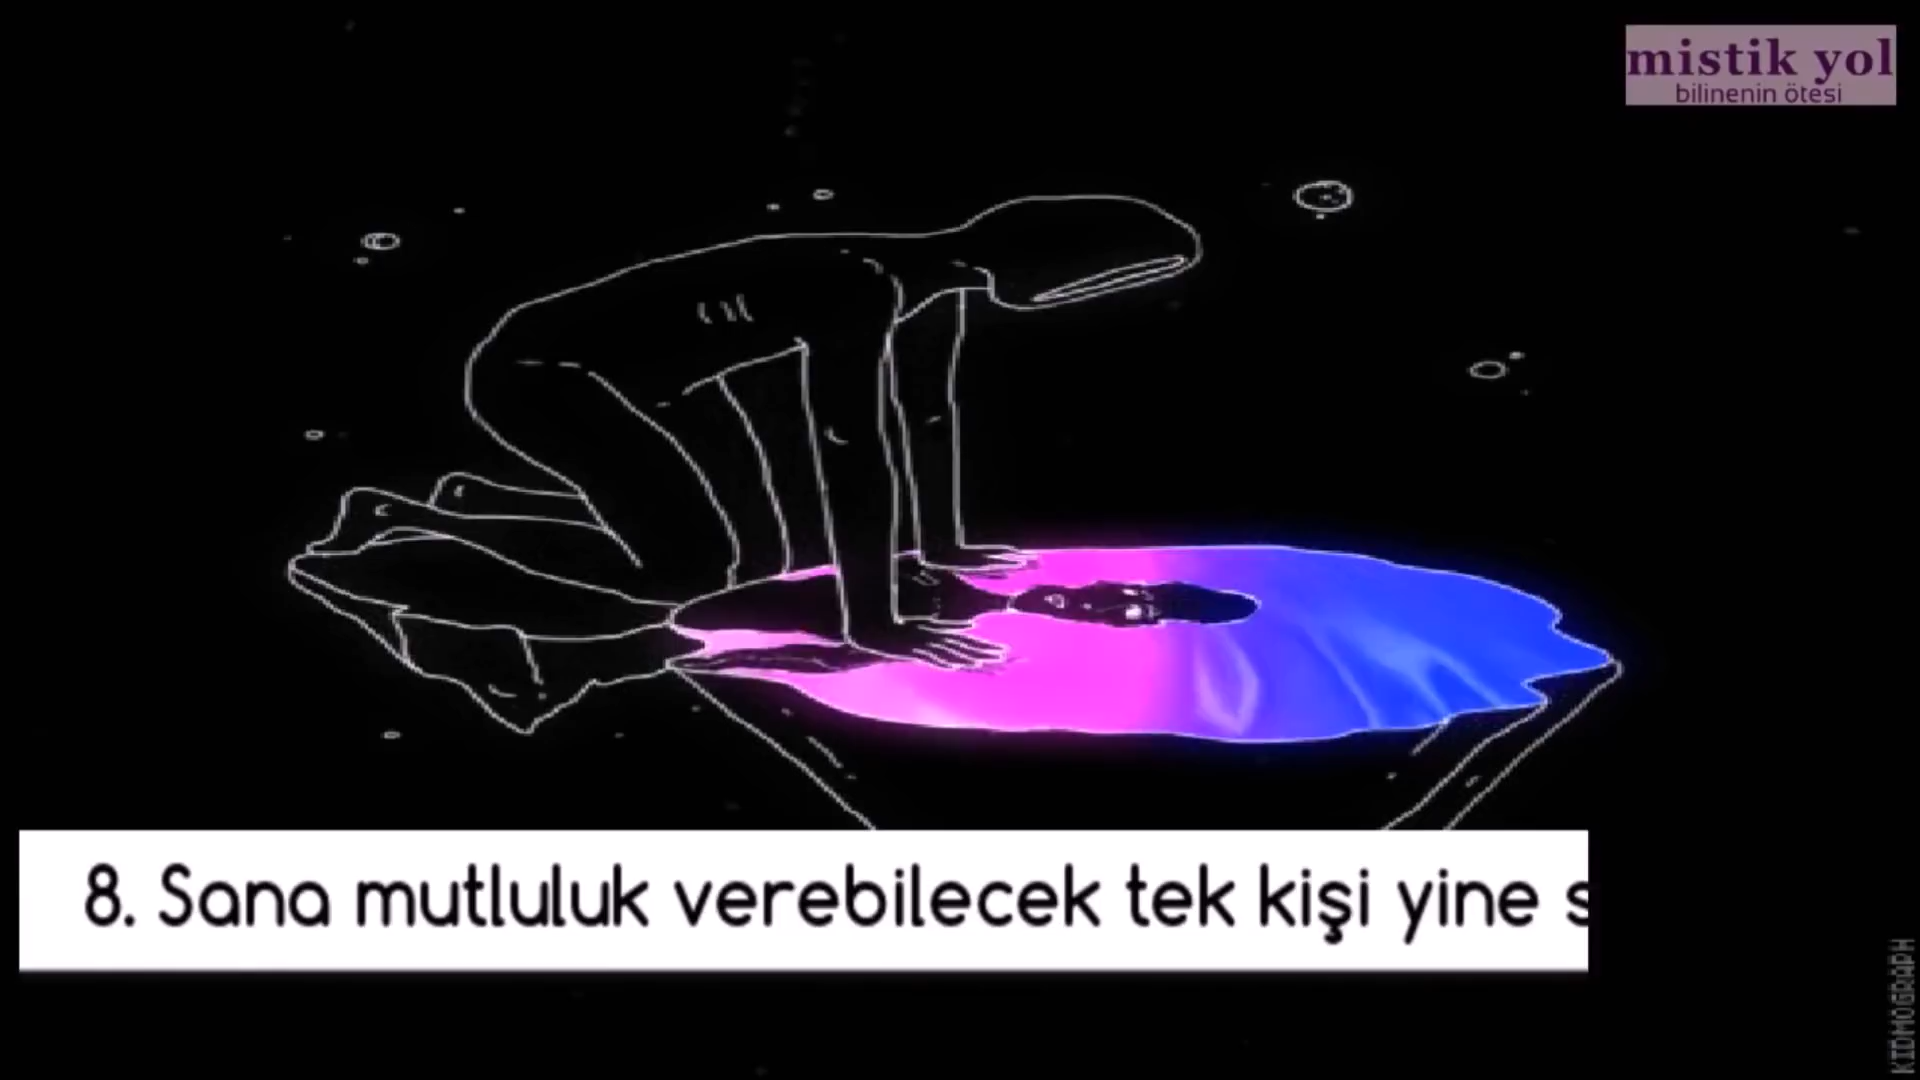 mistik yol
bilinenin ötesi
8. Sana mutluluk verebilecek tek kişi yine s
KIDMOGRAPH